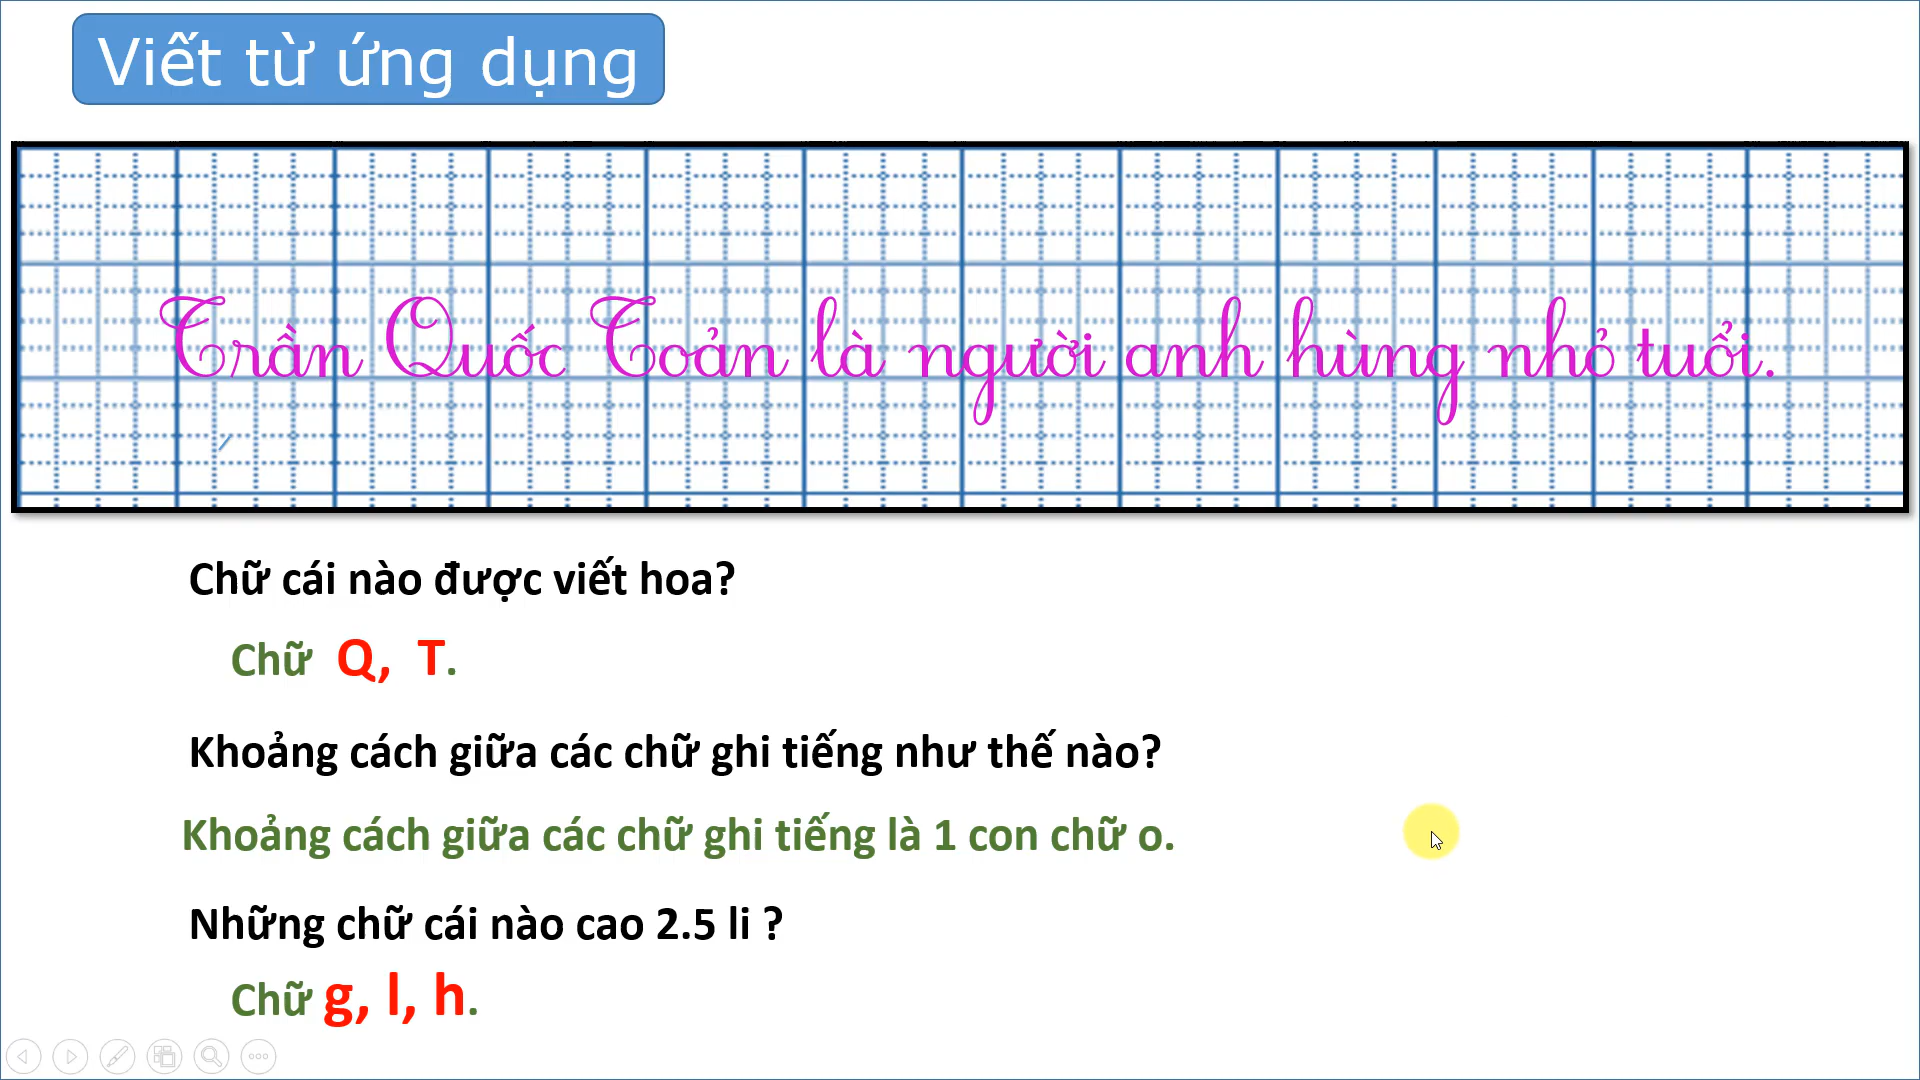 Viết từ ứng dụng
Trần Quốc Toản là người anh hùng nhỏ tuổi.
Chữ cái nào được viết hoa?
Chữ Q, T.
Khoảng cách giữa các chữ ghi tiếng như thế nào?
Khoảng cách giữa các chữ ghi tiếng là 1 con chữ o.
Những chữ cái nào cao 2.5 li ?
Chữ g, l, h.